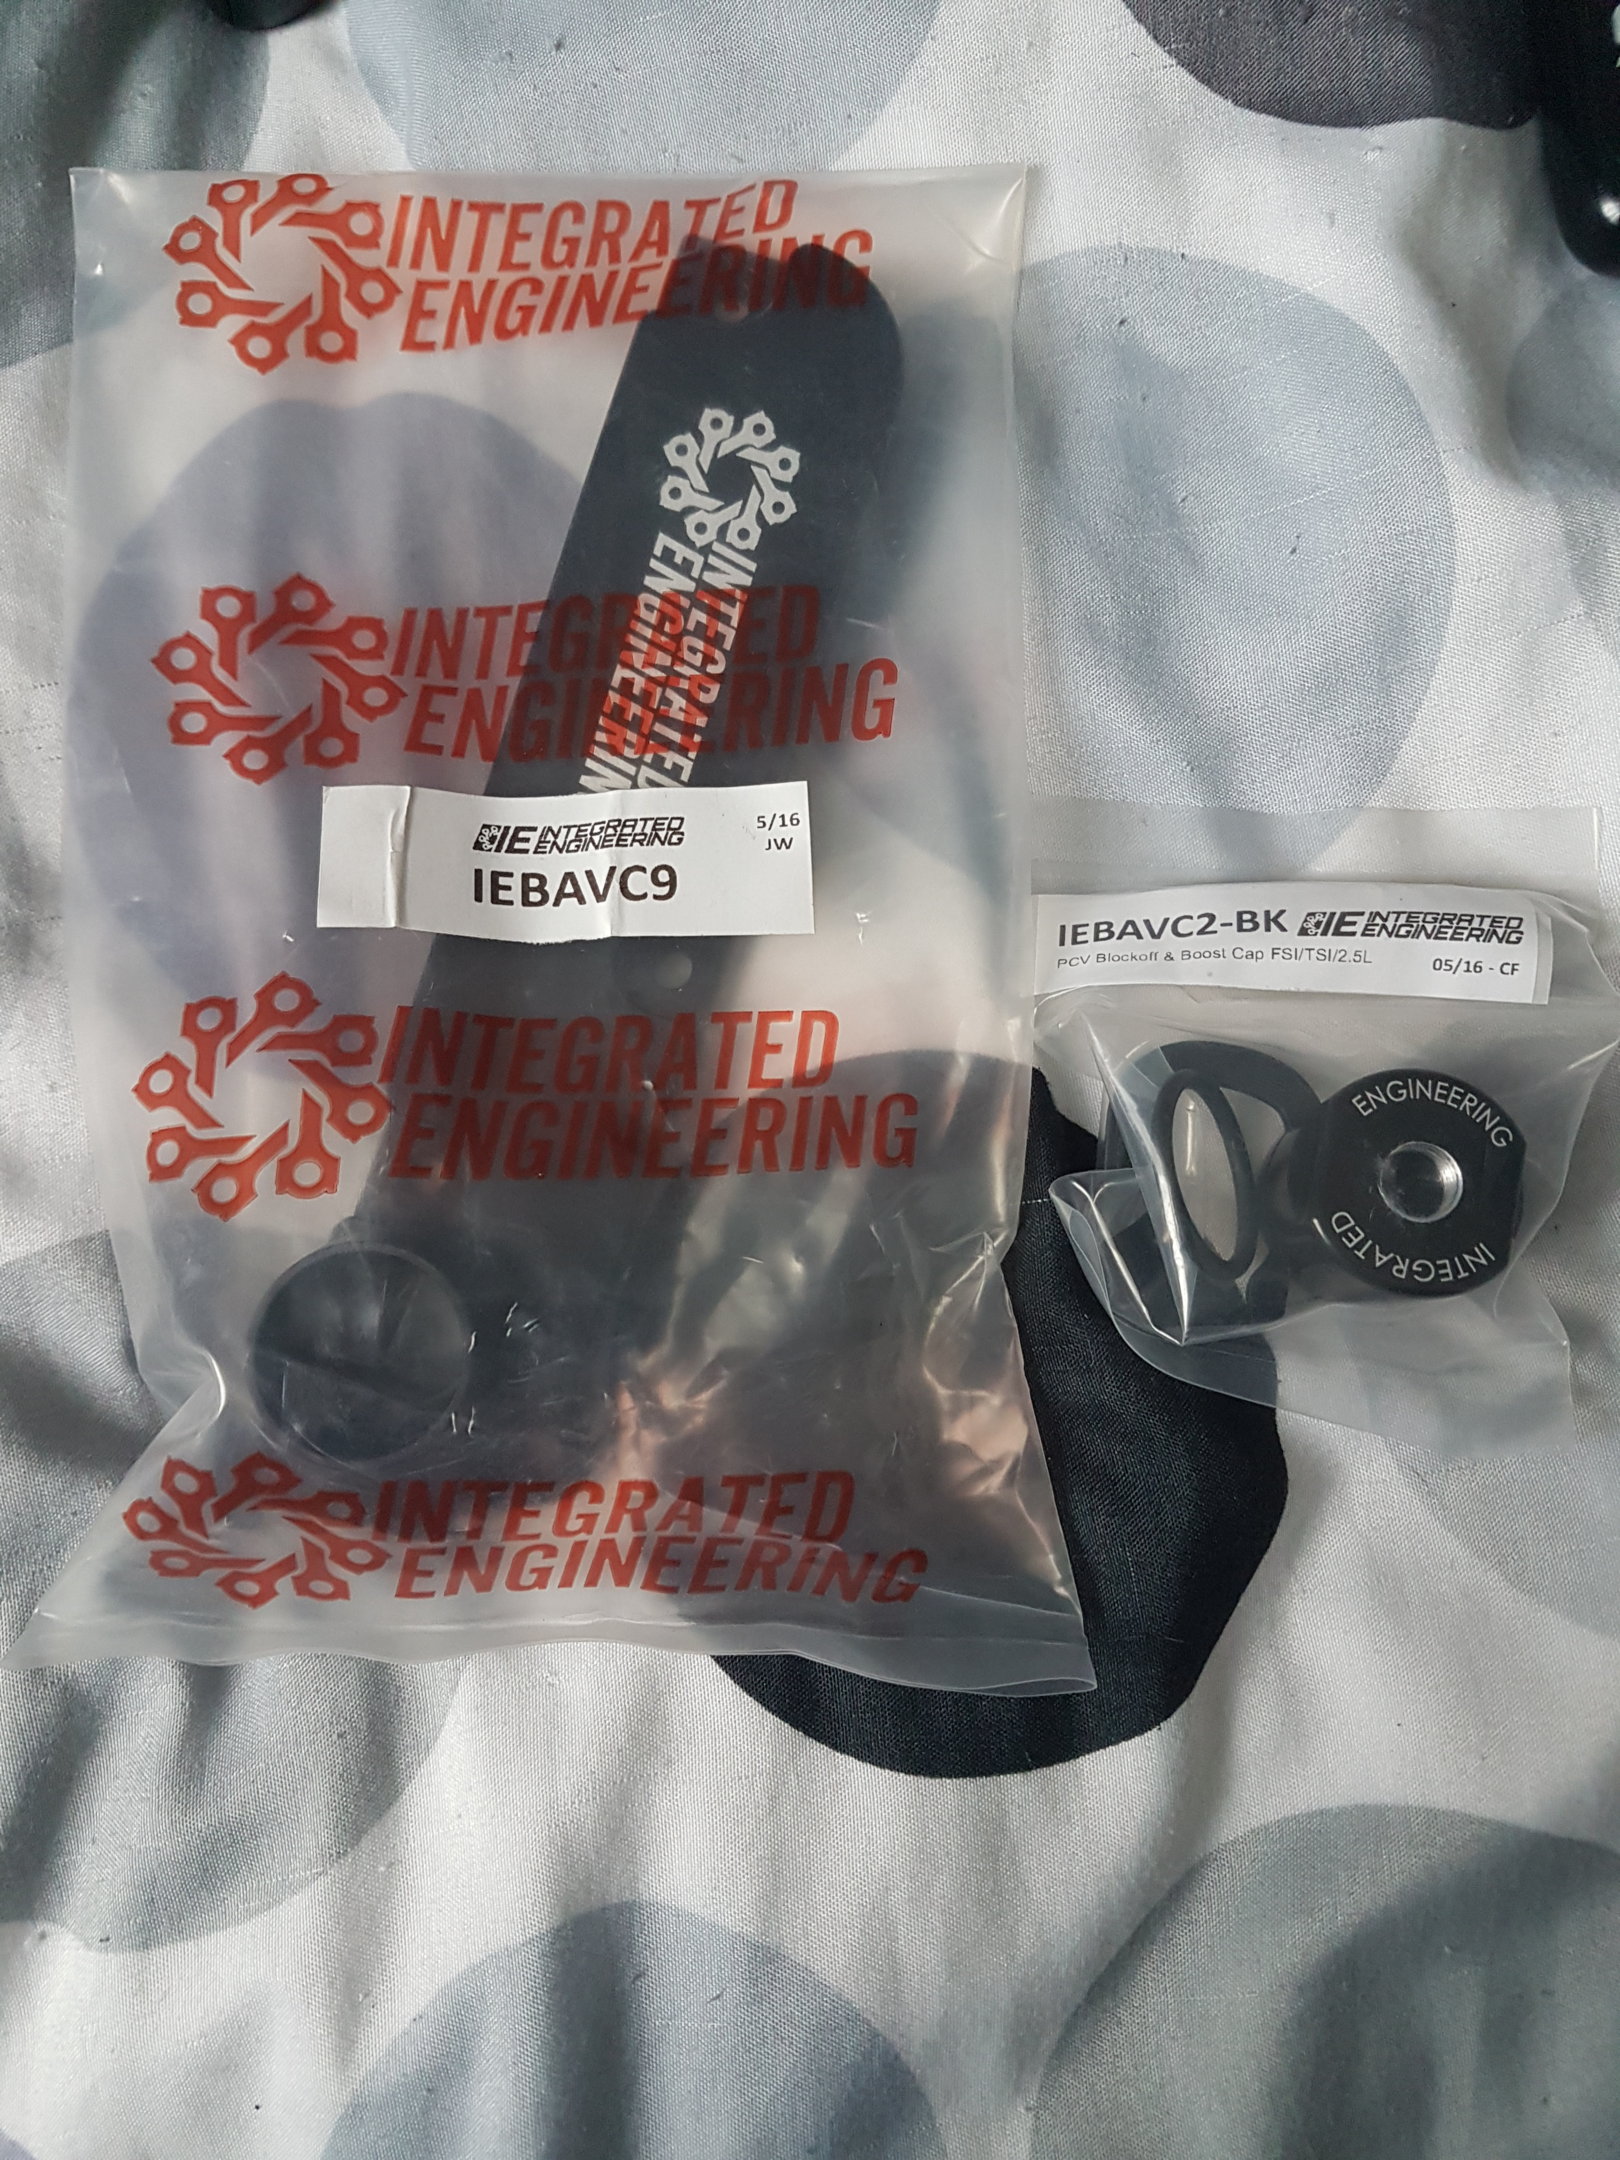 INTEGRATED
ENGINEERING
INTEGRATED
ENGINEERIN
INTEGRATED
ENGINEERING
IE INTEGRATED
ENGINEERING
5/16
JW
IEBAVC9
IEBAVC2-BK IE INTEGRATED
ENGINEERING
PCV Blockoff & Boost Cap FSI/TSI/2.5L
05/16 - CF
INTEGRATED
ENGINEERING
ENGINEERING
INTEGRATED
INTEGRATED
ENGINEERING